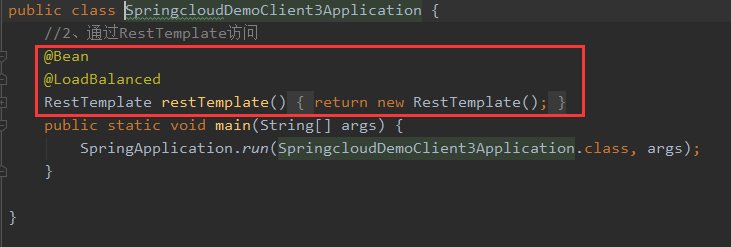 public class SpringcloudDemoClient3Application {
//2、通过RestTemplate访问
@Bean
@LoadBalanced
RestTemplate restTemplate() { return new RestTemplate(); }
public static void main(String[] args) {
SpringApplication.run(SpringcloudDemoClient3Application.class, args);
}
}